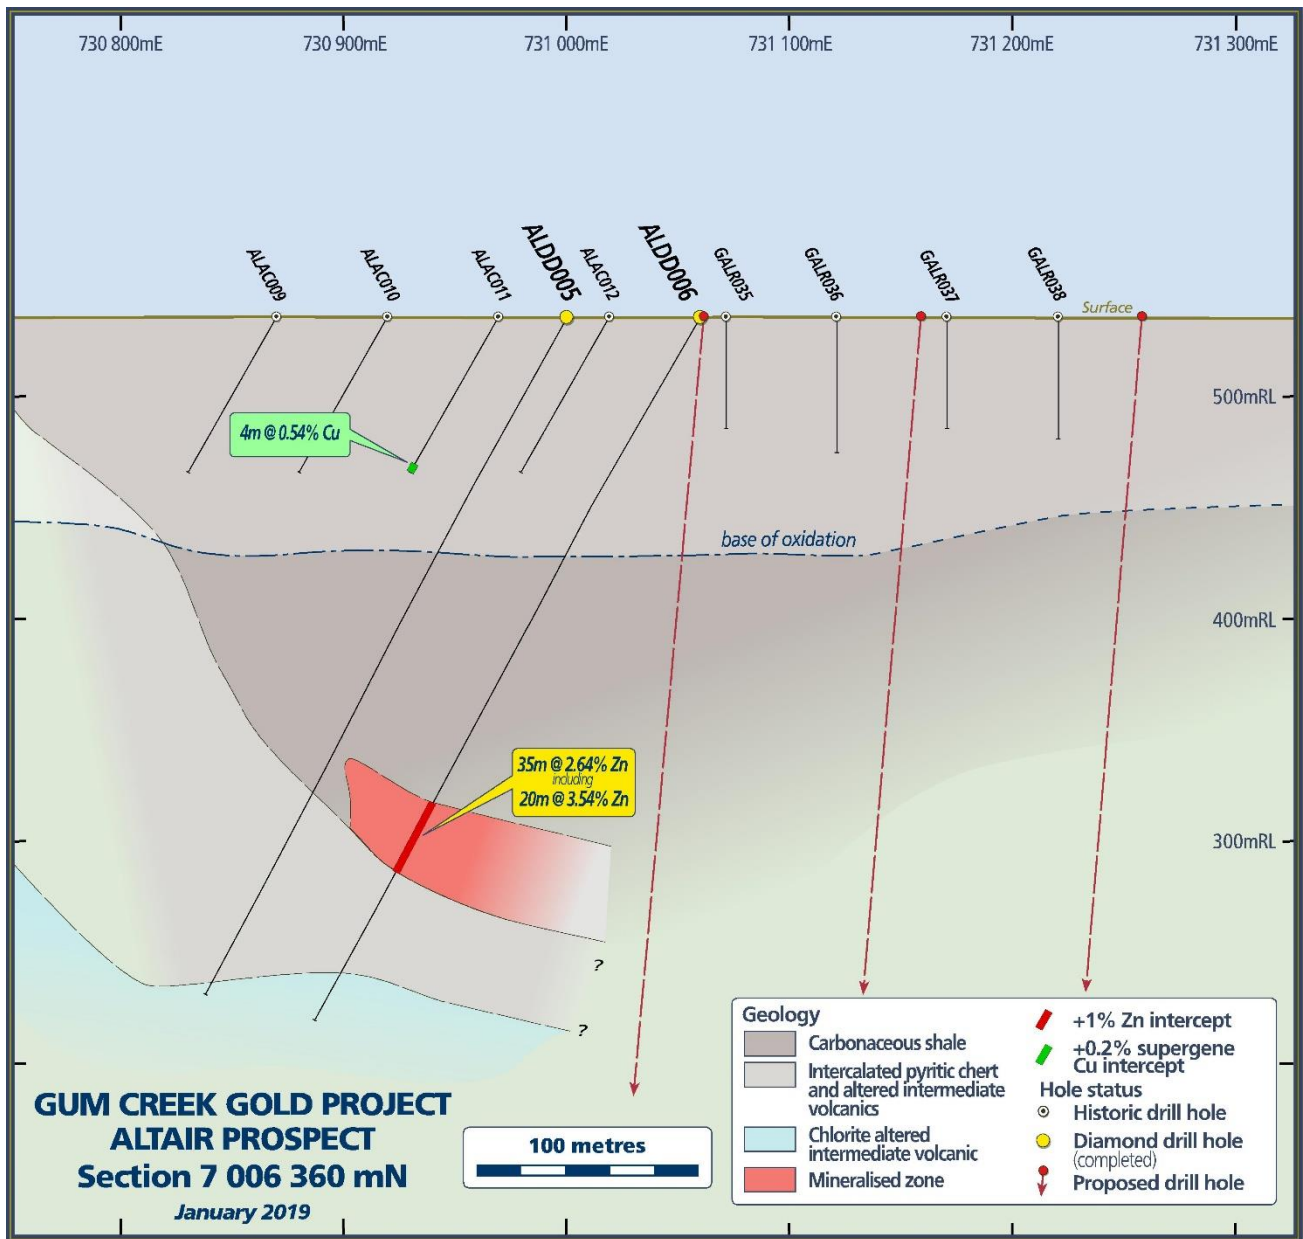 730 800mE
730 900mE
731 000mE
731 100mE
731 200mE
731 300mE
ALAC009
ALAC010
ALAC011
ALDD005
ALAC012
ALDD006
GALR035
GALR036
GALR037
GALR038
Surface
500mRL
4m @ 0.54% Cu
base of oxidation
400mRL
35m @ 2.64% Zn
including
20m @ 3.54% Zn
300mRL
?
?
GUM CREEK GOLD PROJECT
ALTAIR PROSPECT
Section 7 006 360 mN
January 2019
100 metres
Geology
Carbonaceous shale
Intercalated pyritic chert
and altered intermediate
volcanics
Chlorite altered
intermediate volcanic
Mineralised zone
+1% Zn intercept
+0.2% supergene
Cu intercept
Hole status
Historic drill hole
Diamond drill hole
(completed)
Proposed drill hole